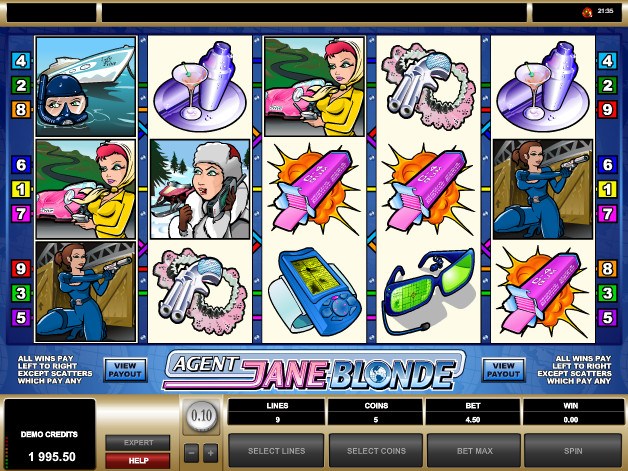 21:35
4
2
8
4
2
9
6
1
7
6
1
7
9
3
5
8
3
5
ALL WINS PAY
LEFT TO RIGHT
EXCEPT SCATTERS
WHICH PAY ANY
VIEW
PAYOUT
AGENT
JANE BLONDE
VIEW
PAYOUT
ALL WINS PAY
LEFT TO RIGHT
EXCEPT SCATTERS
WHICH PAY ANY
DEMO CREDITS
1 995.50
0.10
EXPERT
HELP
LINES
9
COINS
5
BET
4.50
WIN
0.00
SELECT LINES
SELECT COINS
BET MAX
SPIN